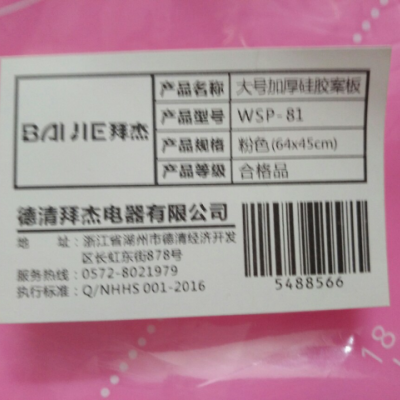 BAIJIE拜杰
产品名称 大号加厚硅胶案板
产品型号 WSP-81
产品规格 粉色(64x45cm)
产品等级 合格品
德清拜杰电器有限公司
地 址:浙江省湖州市德清经济开发
区长虹东街878号
服务热线:0572-8021979
执行标准:Q/NHHS 001-2016
5488566
18